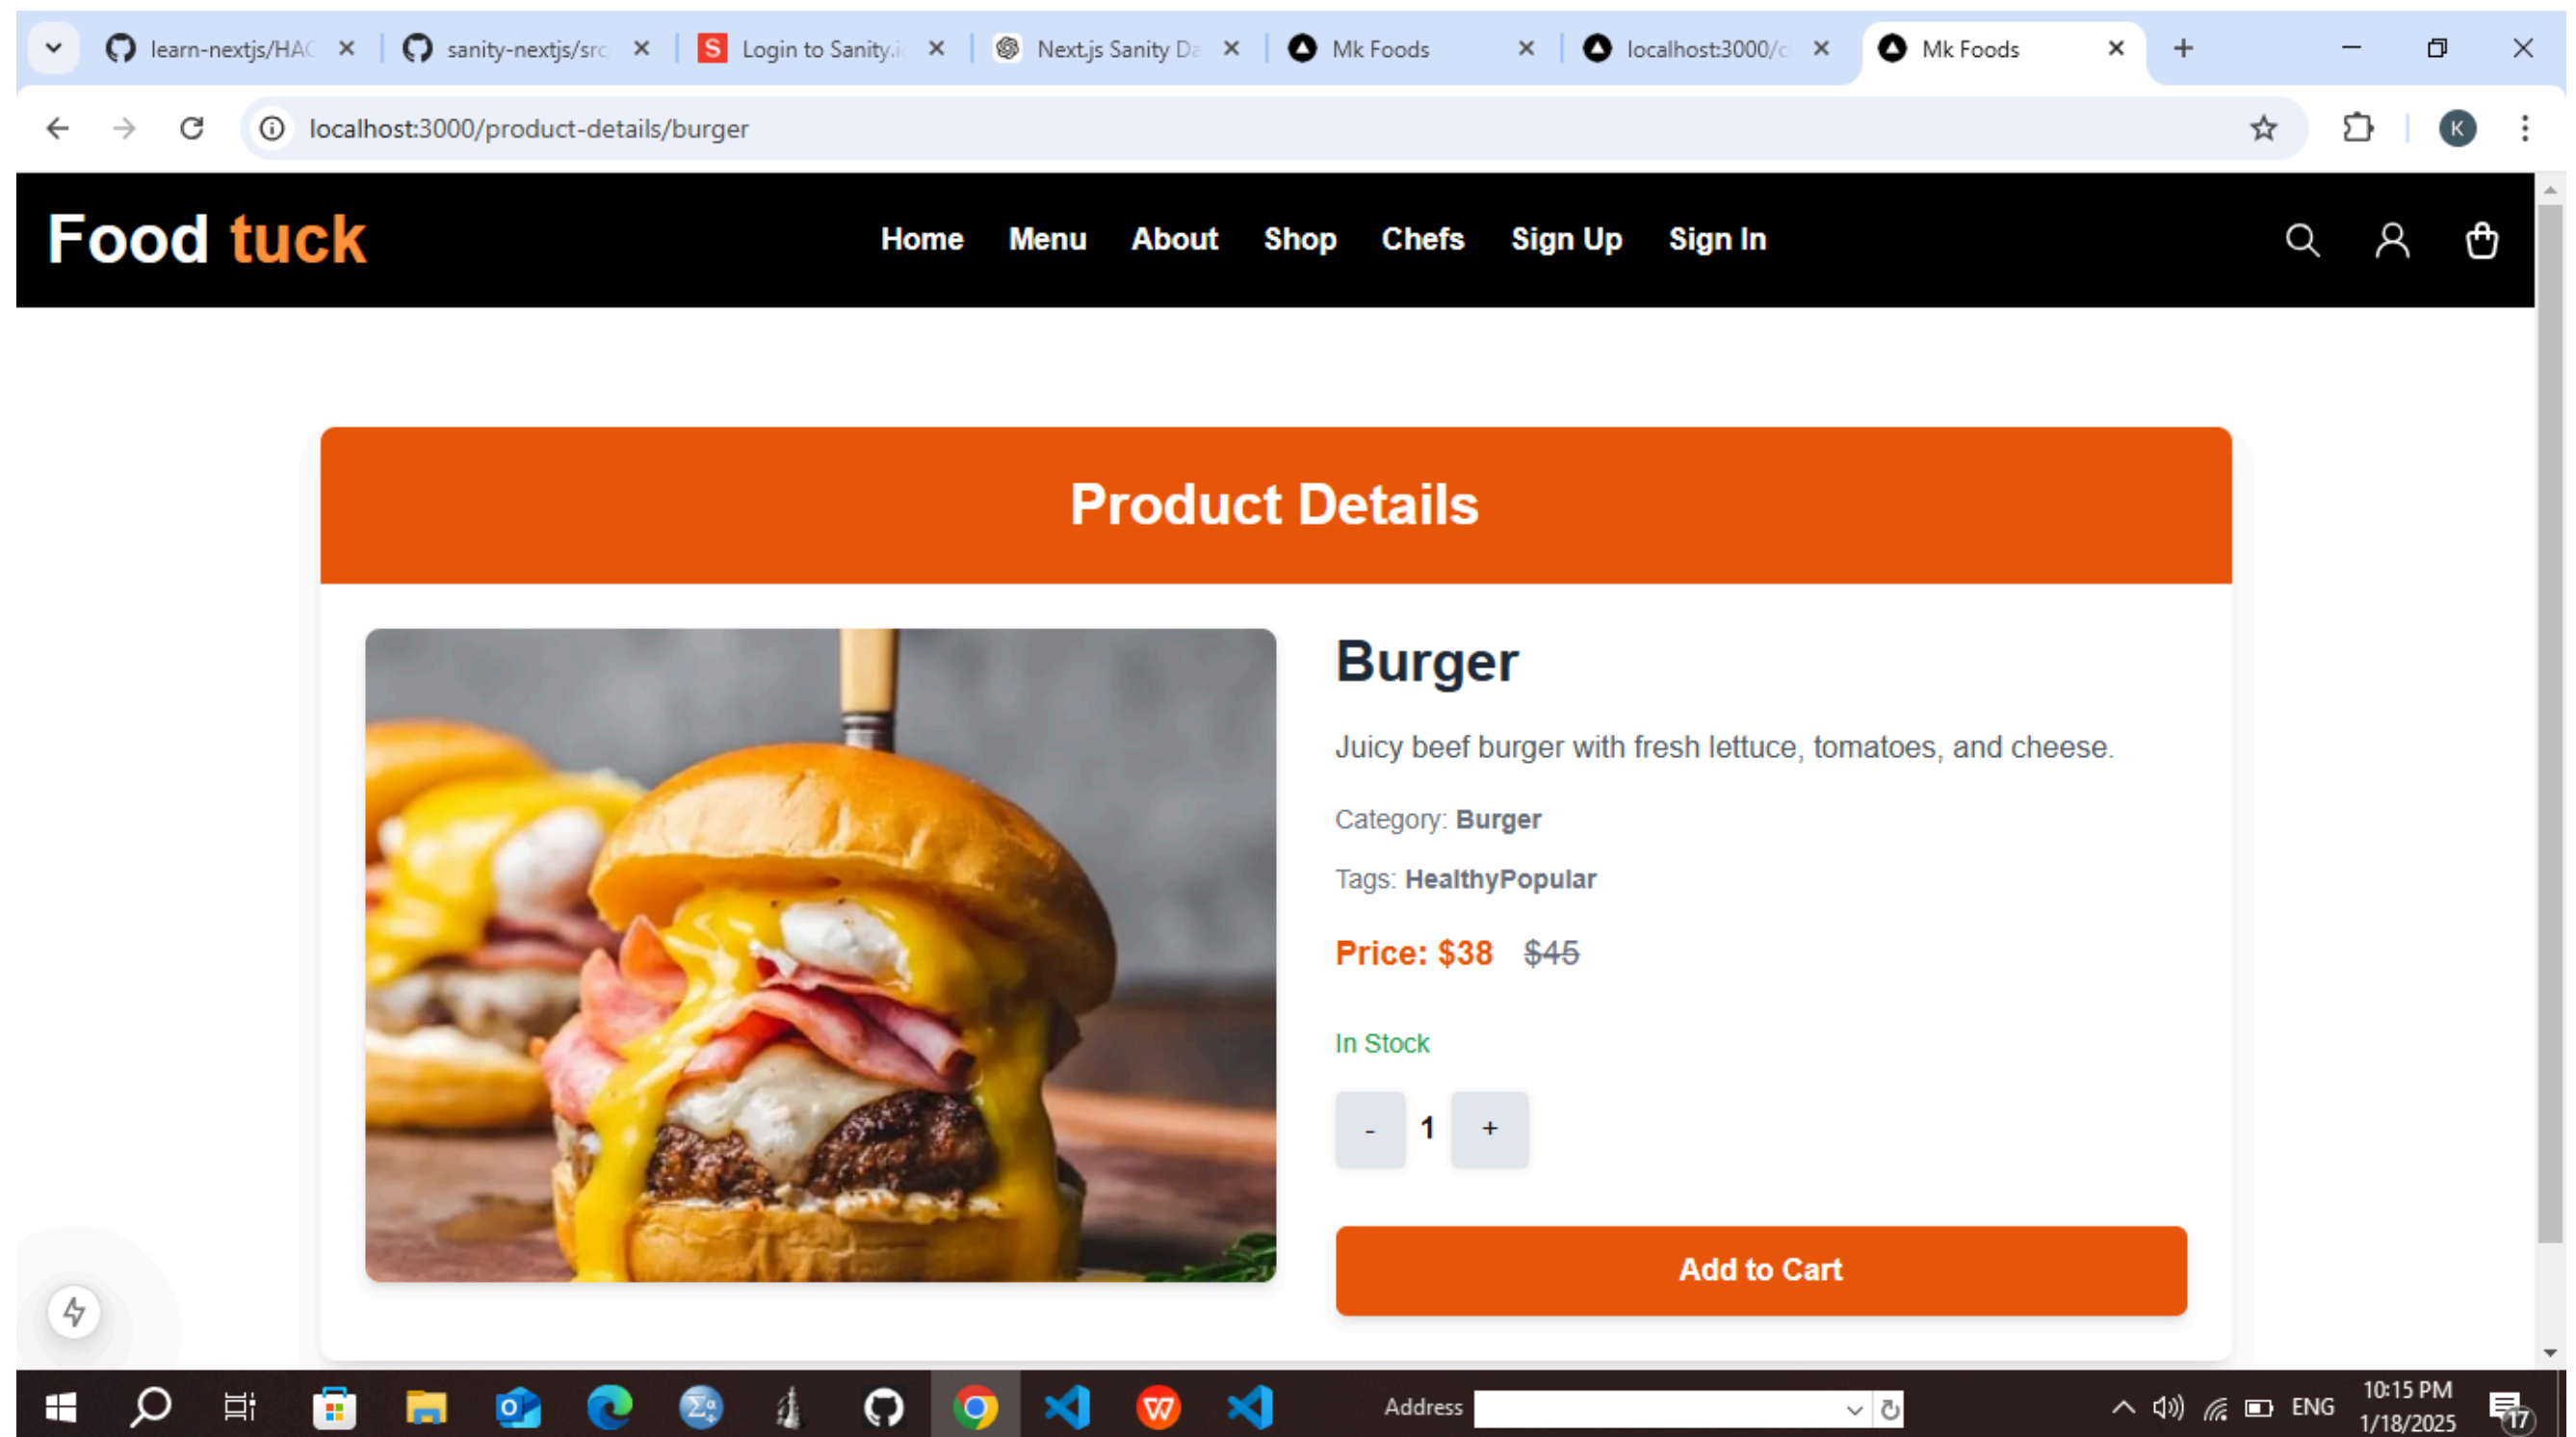 learn-nextjs/HAC
sanity-nextjs/src
Login to Sanity.i
Next.js Sanity Da
Mk Foods
localhost:3000/c
Mk Foods
localhost:3000/product-details/burger
K
Food tuck
Home Menu About Shop Chefs Sign Up Sign In
Product Details
Burger
Juicy beef burger with fresh lettuce, tomatoes, and cheese.
Category: Burger
Tags: HealthyPopular
Price: $38 $45
In Stock
- 1 +
Add to Cart
Address
ENG
10:15 PM
1/18/2025
17